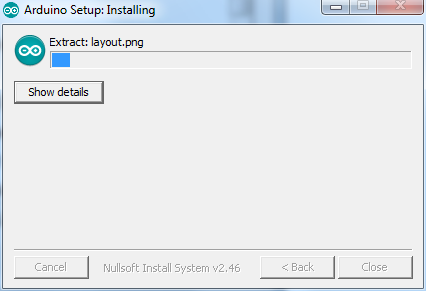 Arduino Setup: Installing
Extract: layout.png
Show details
Cancel
Nullsoft Install System v2.46
< Back
Close